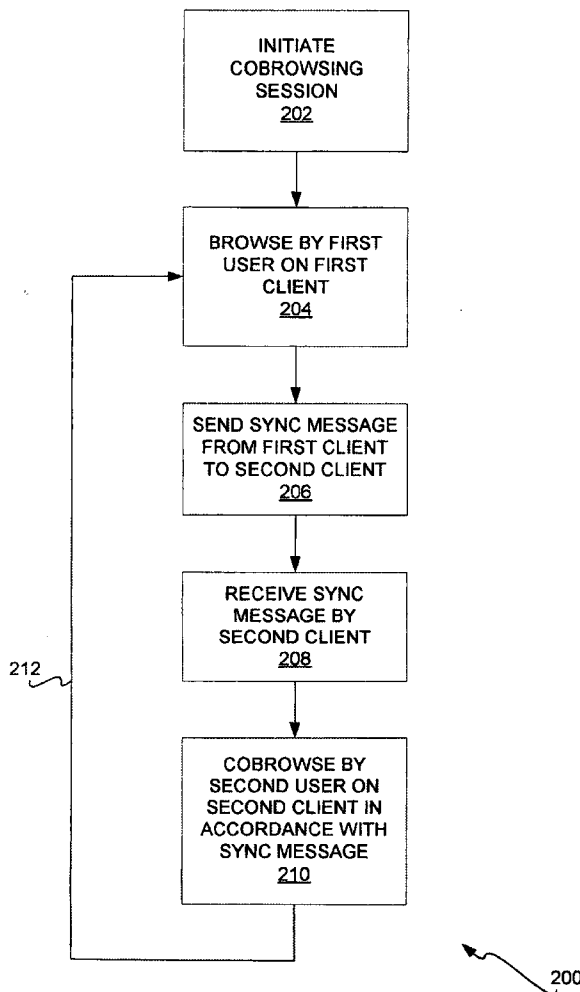 INITIATE
COBROWSING
SESSION
202
BROWSE BY FIRST
USER ON FIRST
CLIENT
204
SEND SYNC MESSAGE
FROM FIRST CLIENT
TO SECOND CLIENT
206
RECEIVE SYNC
MESSAGE BY
SECOND CLIENT
208
212
COBROWSE BY
SECOND USER ON
SECOND CLIENT IN
ACCORDANCE WITH
SYNC MESSAGE
210
200